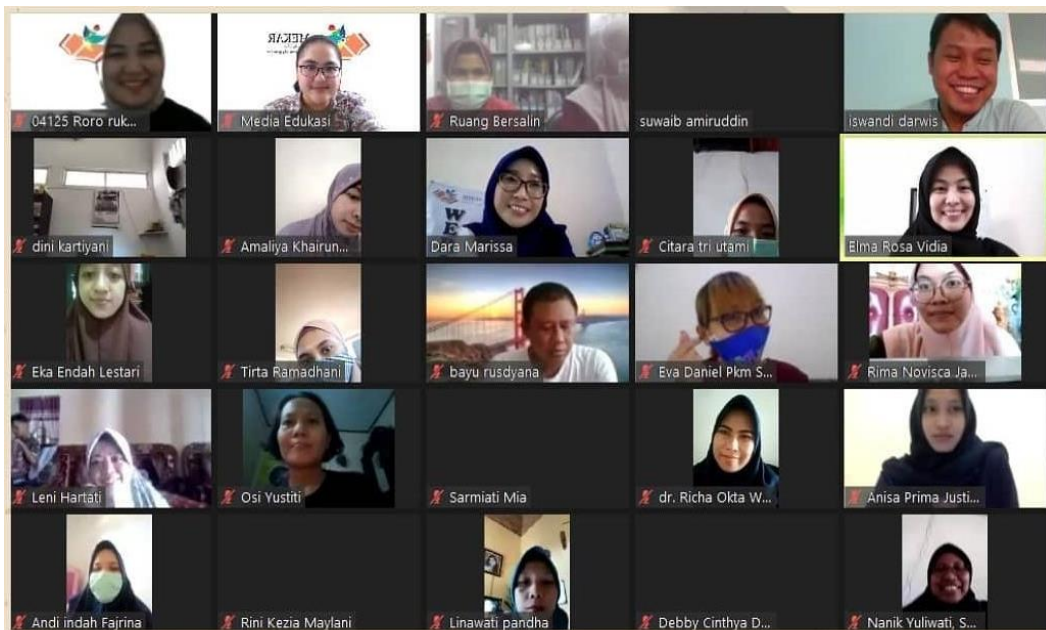 04125 Roro ruk...
MEKAR
Media Edukasi
Ruang Bersalin
suwaib amiruddin
iswandi darwis
dini kartiyani
Amaliya Khairun...
Dara Marissa
Citara tri utami
Elma Rosa Vidia
Eka Endah Lestari
Tirta Ramadhani
bayu rusdyana
Eva Daniel Pkm S...
Rima Novisca Ja...
Leni Hartati
Osi Yustiti
Sarmiati Mia
dr. Richa Okta W...
Anisa Prima Justi...
Andi indah Fajrina
Rini Kezia Maylani
Linawati pandha
Debby Cinthya D...
Nanik Yuliwati, S...